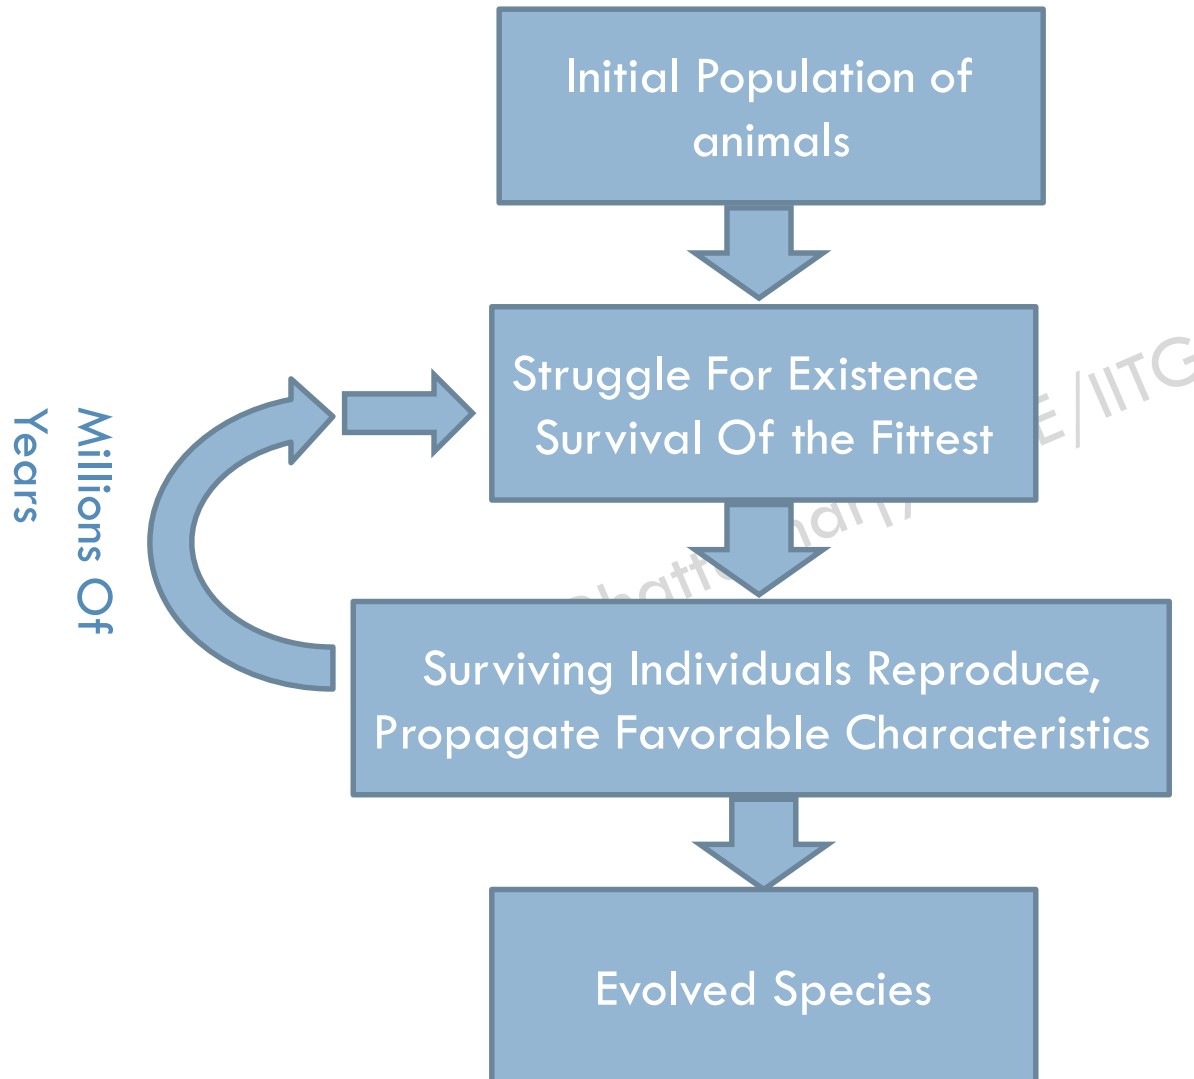 Initial Population of
animals
Struggle For Existence
Survival Of the Fittest
Millions Of
Years
Surviving Individuals Reproduce,
Propagate Favorable Characteristics
Evolved Species
/IITG